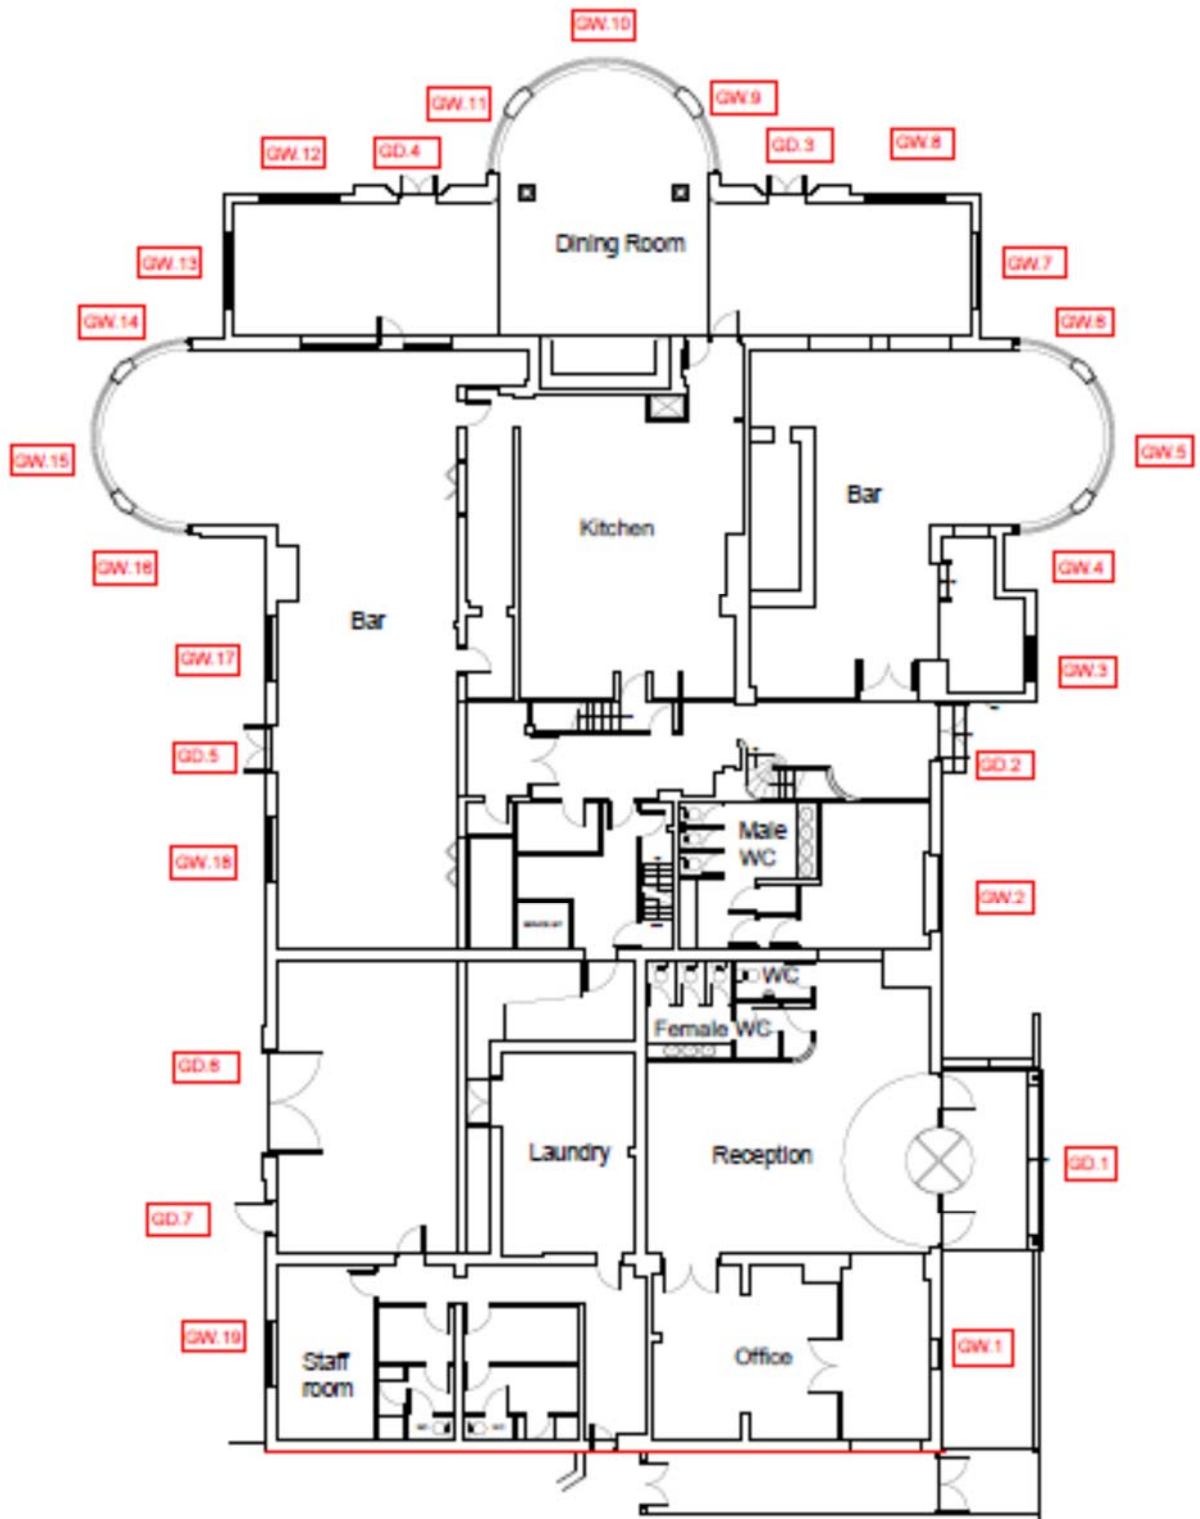 GW.10
GW.11
GW.9
GW.12
GD.4
GD.3
GW.8
Dining Room
GW.13
GW.7
GW.14
GW.6
GW.15
Bar
GW.5
Kitchen
GW.16
GW.4
Bar
GW.17
GW.3
GD.5
GD.2
Male
WC
GW.18
GW.2
WC
Female WC
GD.6
Laundry
Reception
GD.1
GD.7
GW.19
Staff
room
Office
GW.1